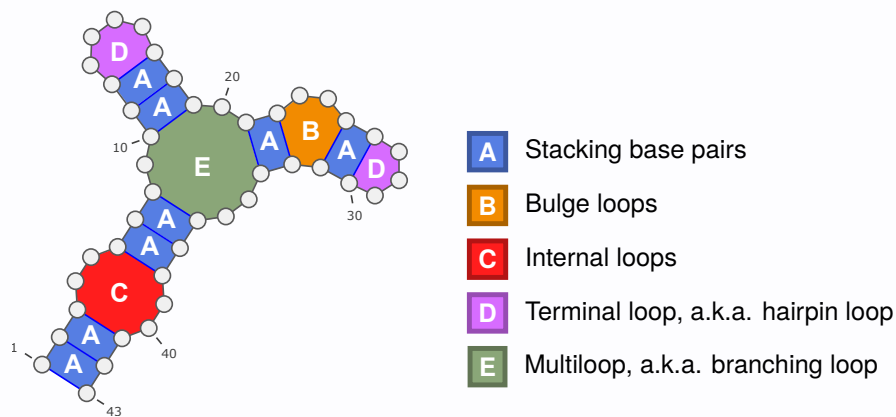 D
A
A
20
10
A
B
A
D
E
30
A
A
C
A
A
1
40
43
A Stacking base pairs
B Bulge loops
C Internal loops
D Terminal loop, a.k.a. hairpin loop
E Multiloop, a.k.a. branching loop